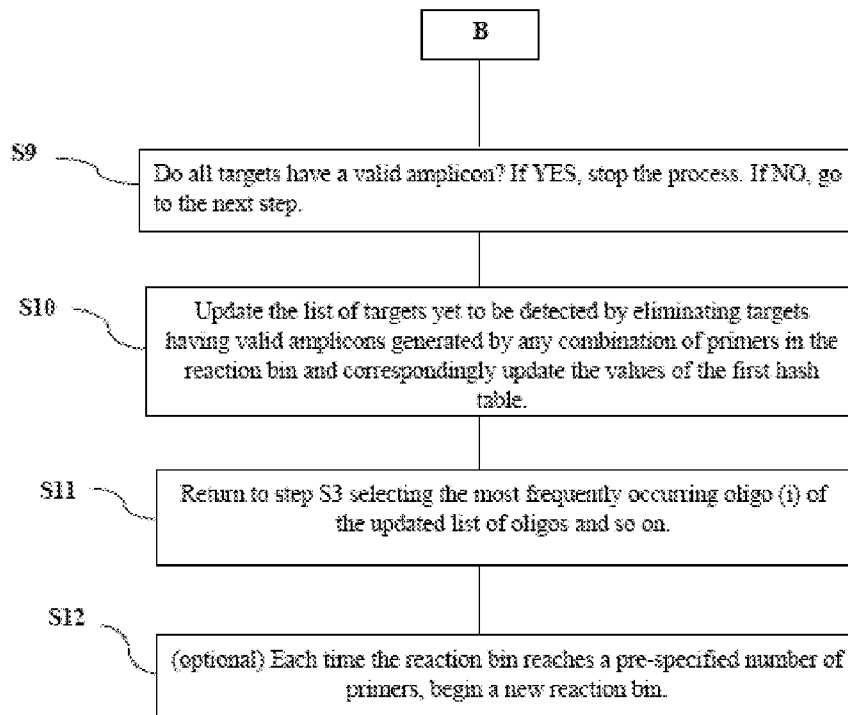 B
S9
Do all targets have a valid amplicon? If YES, stop the process. If NO, go
to the next step.
S10
Update the list of targets yet to be detected by eliminating targets
having valid amplicons generated by any combination of primers in the
reaction bin and correspondingly update the values of the first hash
table.
S11
Return to step S3 selecting the most frequently occurring oligo (i) of
the updated list of oligos and so on.
S12
(optional) Each time the reaction bin reaches a pre-specified number of
primers, begin a new reaction bin.